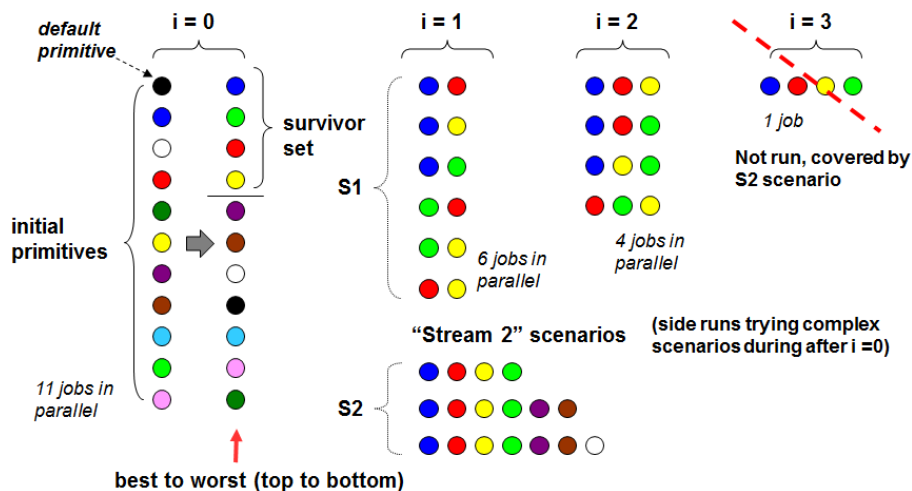 i = 0
i = 1
i = 2
i = 3
default
primitive
survivor
set
initial
primitives
11 jobs in
parallel
best to worst (top to bottom)
S1
6 jobs in
parallel
4 jobs in
parallel
1 job
Not run, covered by
S2 scenario
“Stream 2” scenarios
(side runs trying complex
scenarios during after i =0)
S2